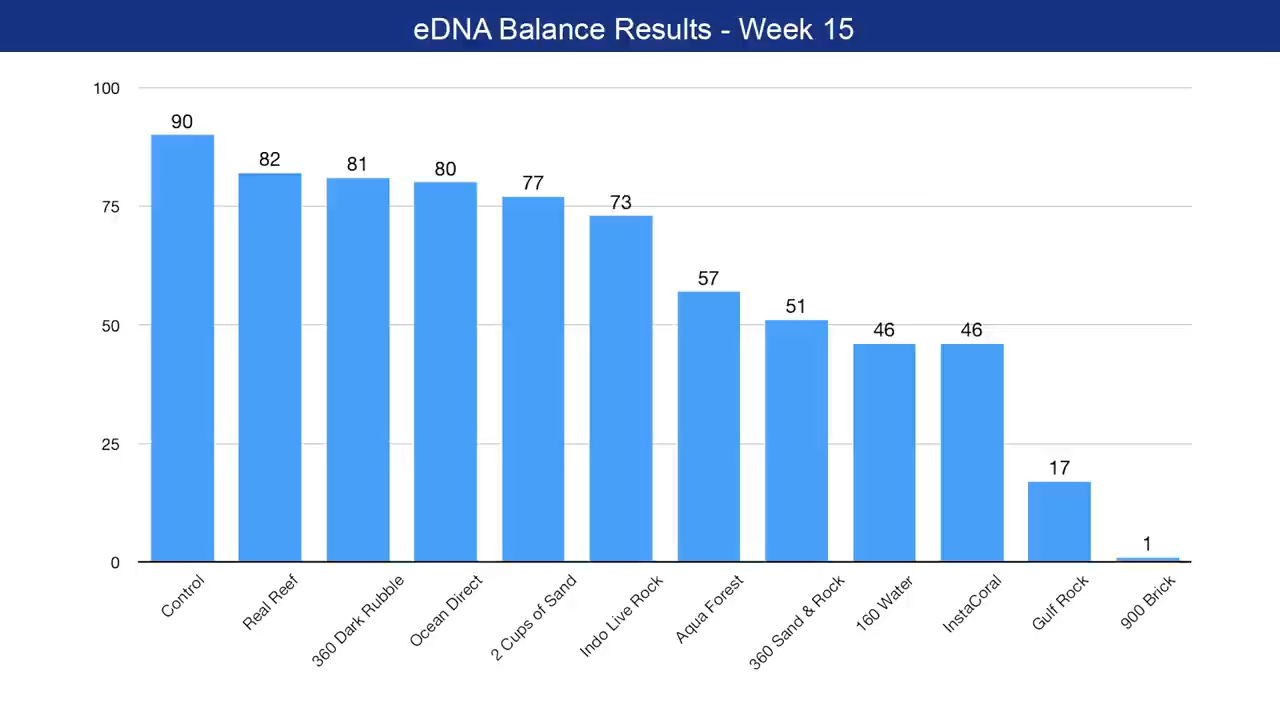 eDNA Balance Results - Week 15
100
75
50
25
0
90
82
81
80
77
73
57
51
46
46
17
1
Control
Real Reef
360 Dark Rubble
Ocean Direct
2 Cups of Sand
Indo Live Rock
Aqua Forest
360 Sand & Rock
160 Water
InstaCoral
Gulf Rock
900 Brick